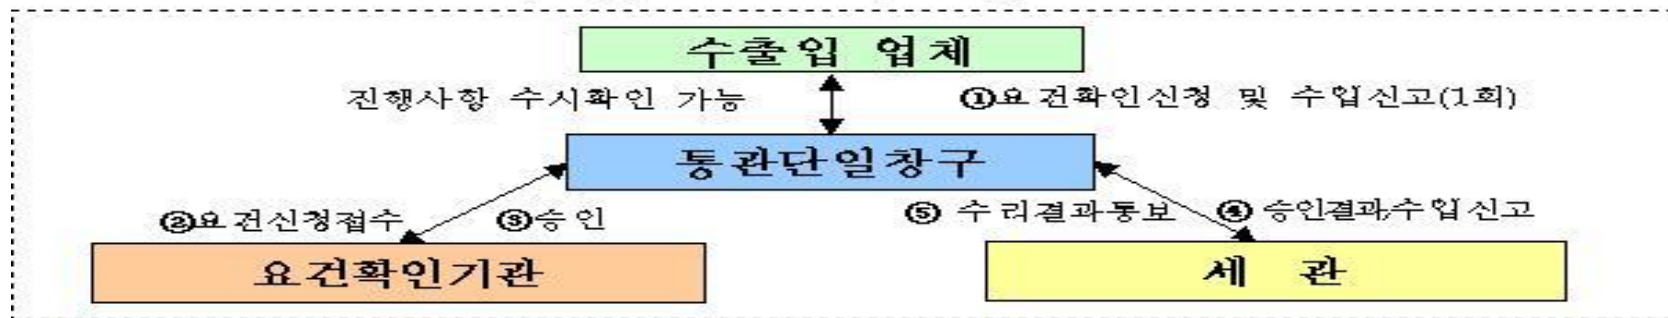 수출입 업체
진행사항 수시확인 가능 ①요건확인신청 및 수입신고(1회)
통관단일창구
②요건신청접수 ③승인 ⑤ 수리결과통보 ④ 승인결과,수입신고
요건확인기관 세 관